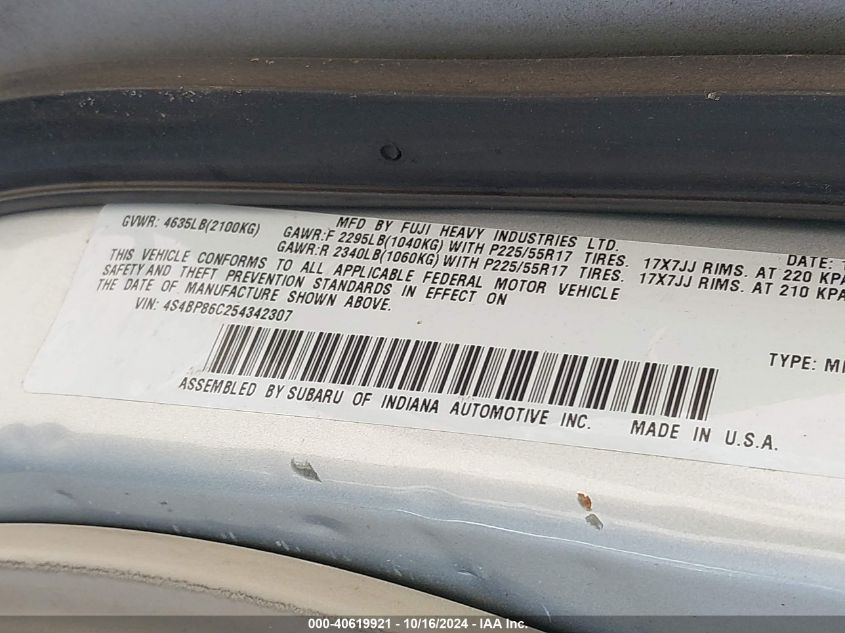 MFD BY FUJI HEAVY INDUSTRIES LTD. DATE:
GVWR: 4635LB(2100KG) GAWR:F 2295LB(1040KG) WITH P225/55R17 TIRES. 17X7JJ RIMS. AT 220 KPA
GAWR:R 2340LB(1060KG) WITH P225/55R17 TIRES. 17X7JJ RIMS. AT 210 KPA
THIS VEHICLE CONFORMS TO ALL APPLICABLE FEDERAL MOTOR VEHICLE
SAFETY AND THEFT PREVENTION STANDARDS IN EFFECT ON
THE DATE OF MANUFACTURE SHOWN ABOVE.
VIN: 4S4BP86C254342307
TYPE:
ASSEMBLED BY SUBARU OF INDIANA AUTOMOTIVE INC. MADE IN U.S.A.
000-40619921 - 10/16/2024 - IAA Inc.